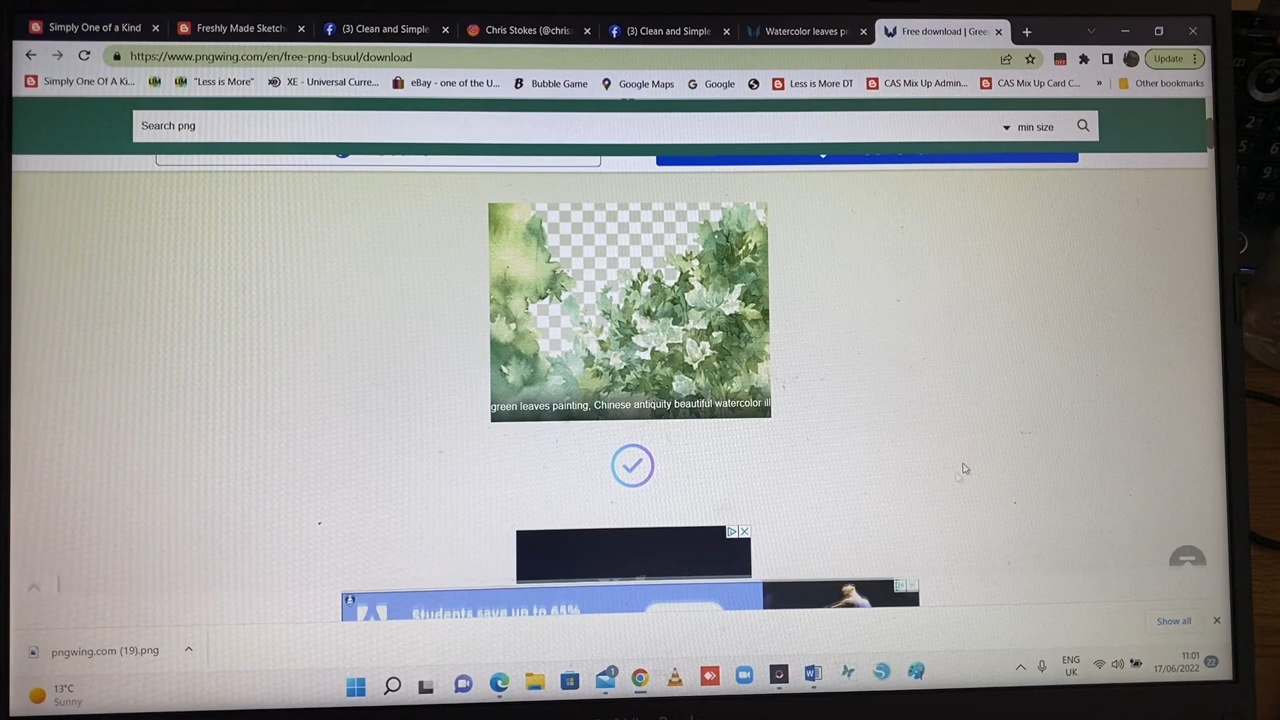 Simply One of a Kind
Freshly Made Sketch
(3) Clean and Simple
Chris Stokes (@chris
(3) Clean and Simple
Watercolor leaves pr
Free download | Gree
https://www.pngwing.com/en/free-png-bsuul/download
Update
Simply One Of A Ki...
"Less is More"
XE - Universal Curre...
eBay - one of the U...
Bubble Game
Google Maps
Google
Less is More DT
CAS Mix Up Admin...
CAS Mix Up Card C...
»
Other bookmarks
Search png
min size
green leaves painting, Chinese antiquity beautiful watercolor ill
Students save up to 65%
Show all
pngwing.com (19).png
13°C
Sunny
ENG
UK
11:01
17/06/2022
22